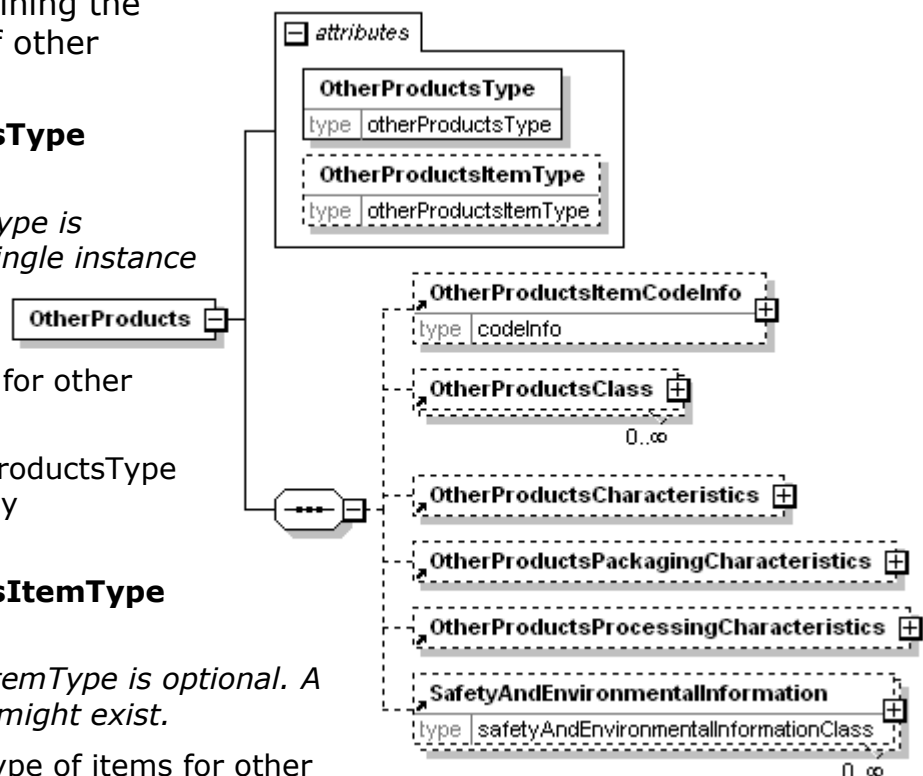 ining the
f other
sType
ype is
ingle instance
for other
roductsType
y
sItemType
temType is optional. A
might exist.
ype of items for other
attributes
OtherProductsType
type otherProductsType
OtherProductsItemType
type otherProductsItemType
OtherProducts
OtherProductsItemCodeInfo
type codeInfo
OtherProductsClass
0..∞
OtherProductsCharacteristics
OtherProductsPackagingCharacteristics
OtherProductsProcessingCharacteristics
SafetyAndEnvironmentalInformation
type safetyAndEnvironmentalInformationClass
0..∞